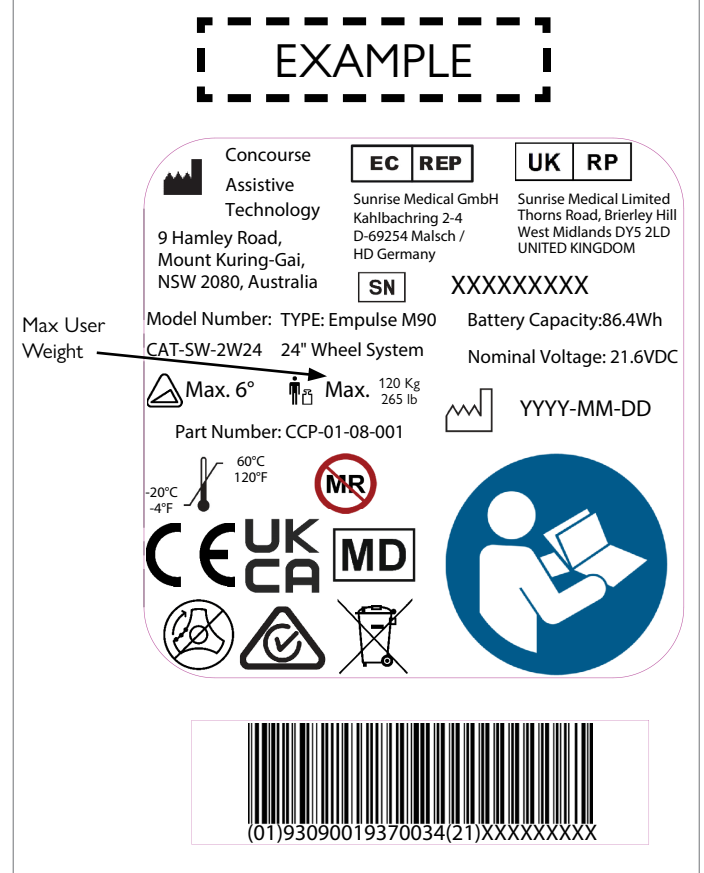 EXAMPLE
Concourse
Assistive
Technology
9 Hamley Road,
Mount Kuring-Gai,
NSW 2080, Australia
EC REP
Sunrise Medical GmbH
Kahlbachring 2-4
D-69254 Malsch /
HD Germany
UK RP
Sunrise Medical Limited
Thorns Road, Brierley Hill
West Midlands DY5 2LD
UNITED KINGDOM
SN XXXXXXXXX
Model Number: TYPE: Empulse M90 Battery Capacity:86.4Wh
Max User
Weight
CAT-SW-2W24 24" Wheel System Nominal Voltage: 21.6VDC
Max. 6° Max. 120 Kg
265 lb
YYYY-MM-DD
Part Number: CCP-01-08-001
60°C
120°F
-20°C
-4°F
MR
CE
UK
CA
MD
(01)93090019370034(21)XXXXXXXXX